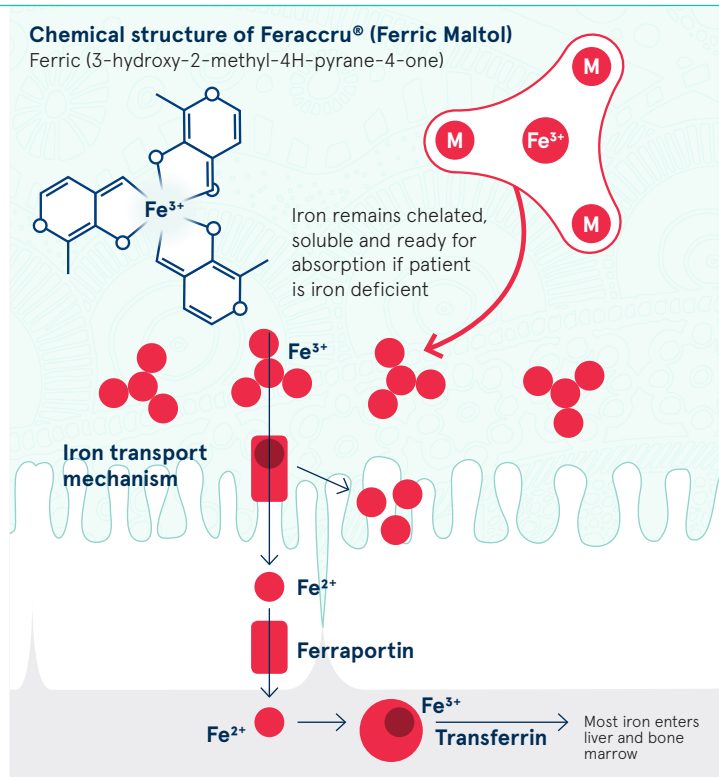 Chemical structure of Feraccru® (Ferric Maltol)
Ferric (3-hydroxy-2-methyl-4H-pyrane-4-one)
M
M
Fe³⁺
M
Fe³⁺
Iron remains chelated,
soluble and ready for
absorption if patient
is iron deficient
Fe³⁺
Iron transport
mechanism
Fe²⁺
Ferraportin
Fe²⁺
Fe³⁺
Transferrin
Most iron enters
liver and bone
marrow